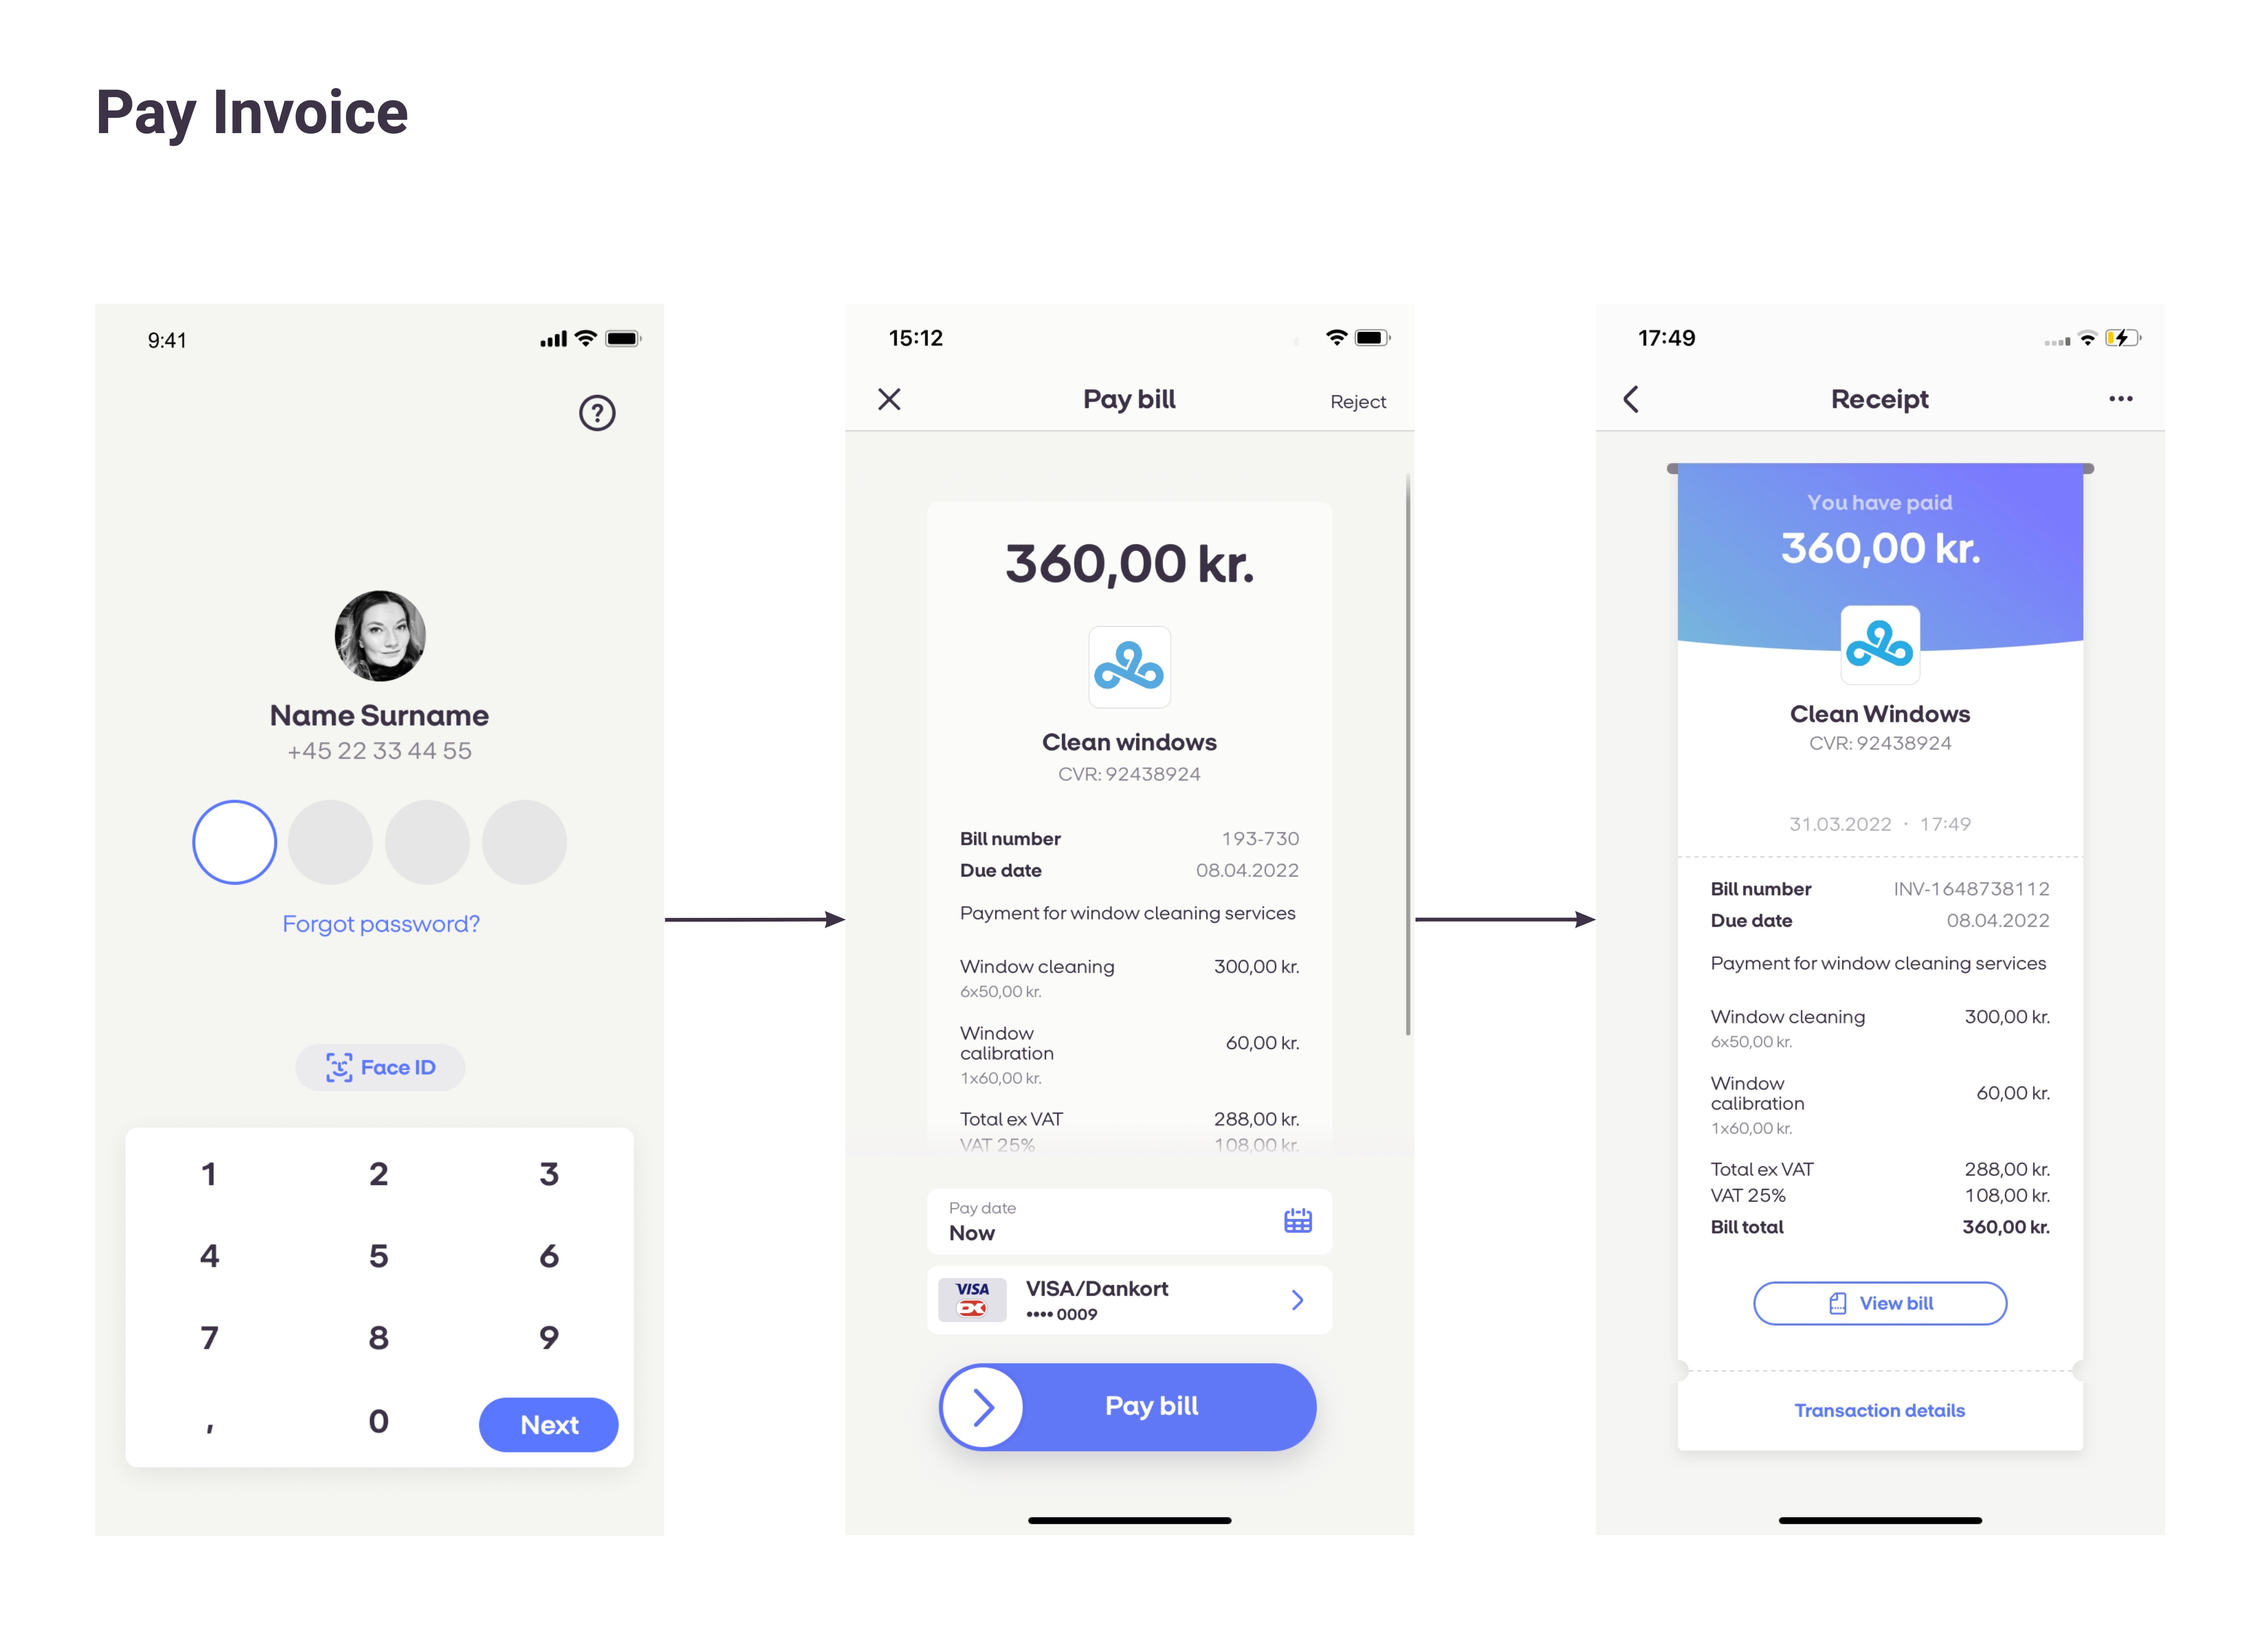 Pay Invoice
9:41
?
Name Surname
+45 22 33 44 55
Forgot password?
Face ID
1 2 3
4 5 6
7 8 9
, 0 Next
15:12
Pay bill Reject
360,00 kr.
Clean windows
CVR: 92438924
Bill number 193-730
Due date 08.04.2022
Payment for window cleaning services
Window cleaning 300,00 kr.
6x50,00 kr.
Window
calibration 60,00 kr.
1x60,00 kr.
Total ex VAT 288,00 kr.
VAT 25% 108,00 kr.
Pay date
Now
VISA
VISA/Dankort
•••• 0009
Pay bill
17:49
Receipt
You have paid
360,00 kr.
Clean Windows
CVR: 92438924
31.03.2022 · 17:49
Bill number INV-1648738112
Due date 08.04.2022
Payment for window cleaning services
Window cleaning 300,00 kr.
6x50,00 kr.
Window
calibration 60,00 kr.
1x60,00 kr.
Total ex VAT 288,00 kr.
VAT 25% 108,00 kr.
Bill total 360,00 kr.
View bill
Transaction details